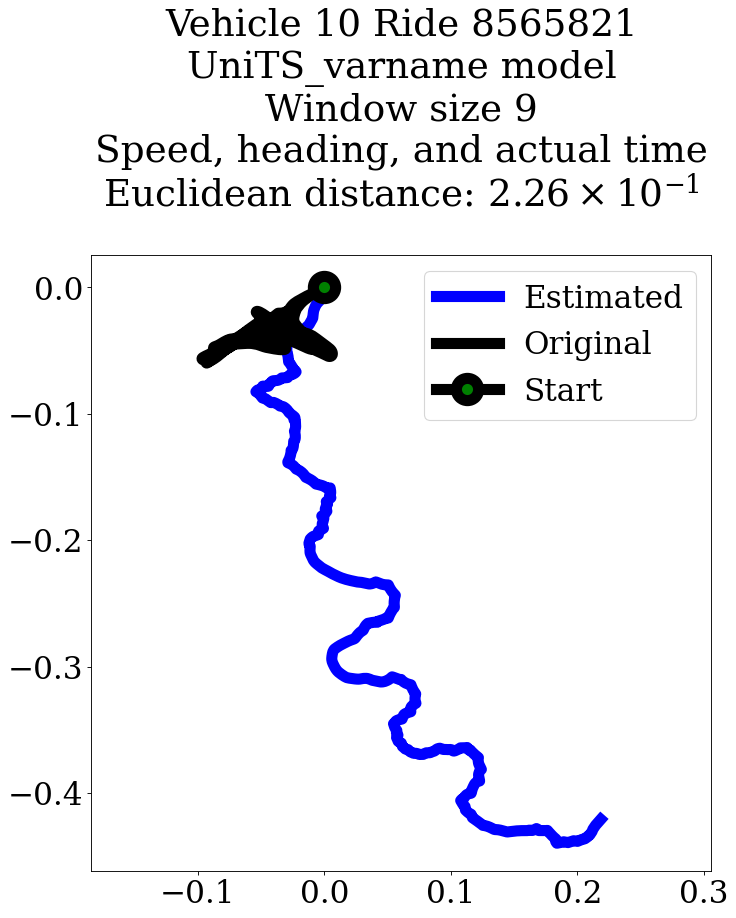 Vehicle 10 Ride 8565821
UniTS_varname model
Window size 9
Speed, heading, and actual time
Euclidean distance: 2.26 × 10⁻¹
Estimated
Original
Start
0.0
−0.1
−0.2
−0.3
−0.4
−0.1 0.0 0.1 0.2 0.3